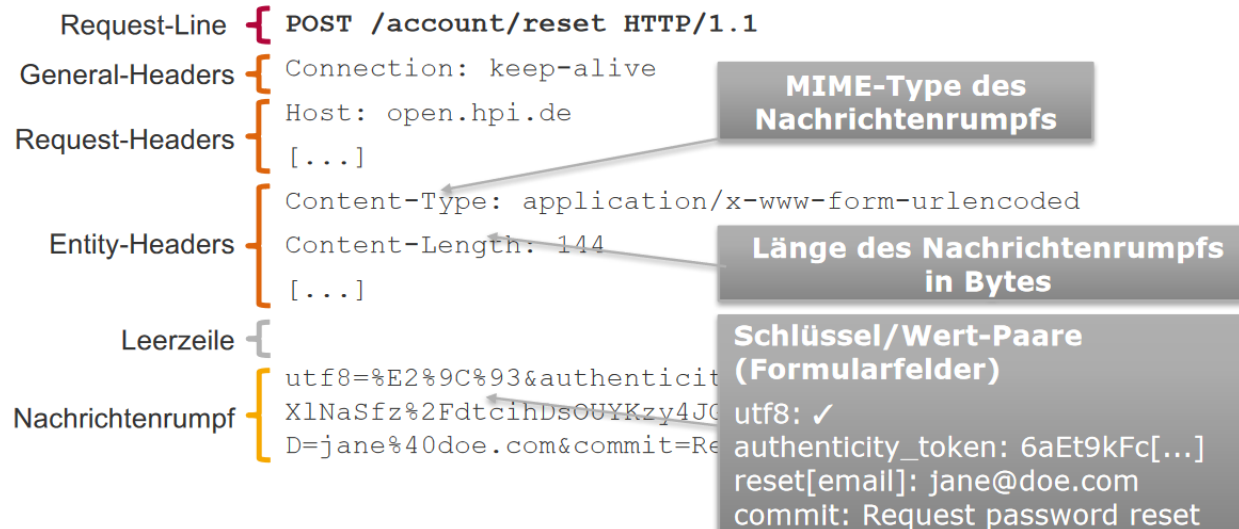 Request-Line
POST /account/reset HTTP/1.1
General-Headers
Connection: keep-alive
Request-Headers
Host: open.hpi.de
[...]
MIME-Type des
Nachrichtenrumpfs
Entity-Headers
Content-Type: application/x-www-form-urlencoded
Content-Length: 144
[...]
Länge des Nachrichtenrumpfs
in Bytes
Leerzeile
Nachrichtenrumpf
utf8=%E2%9C%93&authenticit
XlNaSfz%2FdtcihDsOUYKzy4JG
D=jane%40doe.com&commit=Re
Schlüssel/Wert-Paare
(Formularfelder)
utf8: ✓
authenticity_token: 6aEt9kFc[...]
reset[email]: jane@doe.com
commit: Request password reset